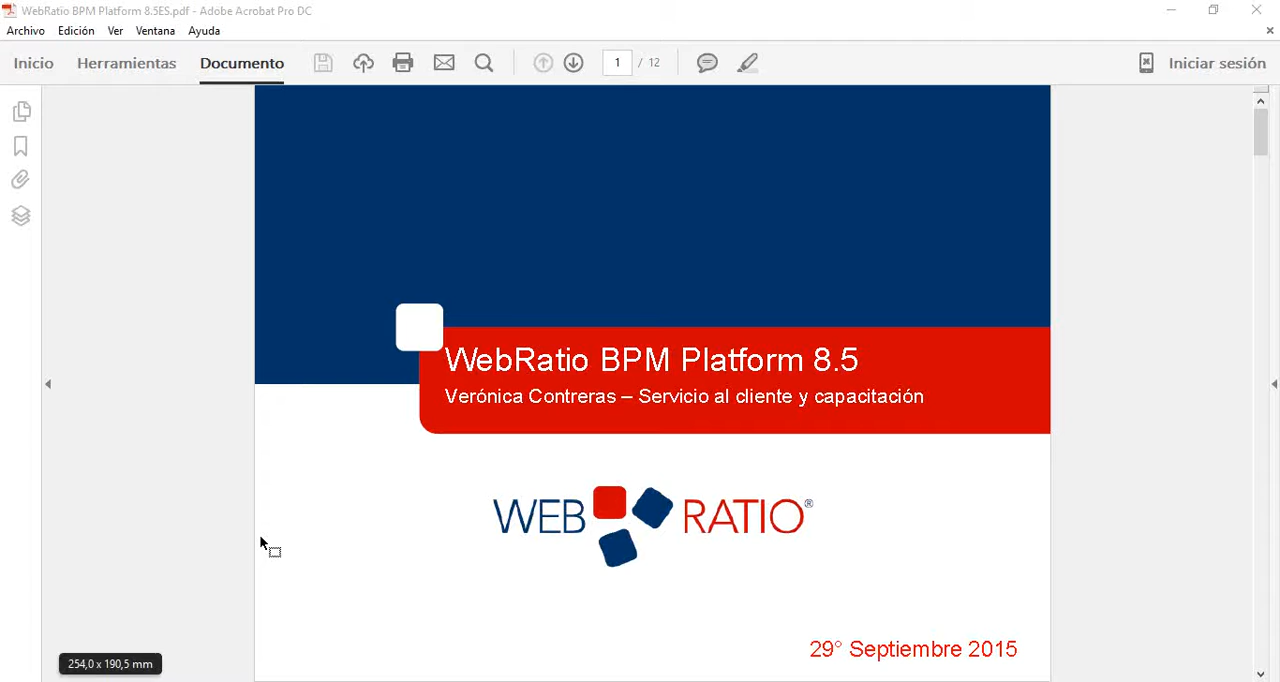 WebRatio BPM Platform 8.5ES.pdf - Adobe Acrobat Pro DC
Archivo Edición Ver Ventana Ayuda
Inicio Herramientas Documento 1 / 12 Iniciar sesión
WebRatio BPM Platform 8.5
Verónica Contreras – Servicio al cliente y capacitación
WEB RATIO®
29° Septiembre 2015
254,0 x 190,5 mm